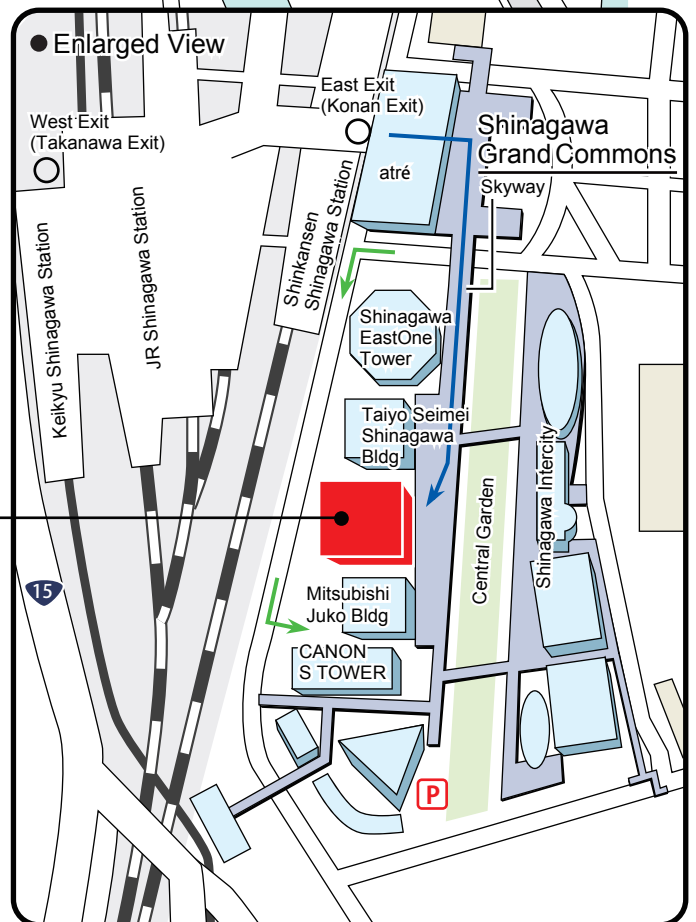 ● Enlarged View
East Exit
(Konan Exit)
West Exit
(Takanawa Exit)
Shinagawa
Grand Commons
atré
Skyway
Shinkansen
Shinagawa Station
JR Shinagawa Station
Keikyu Shinagawa Station
Shinagawa
EastOne
Tower
Taiyo Seimei
Shinagawa
Bldg
Shinagawa Intercity
Central Garden
15
Mitsubishi
Juko Bldg
CANON
S TOWER
P